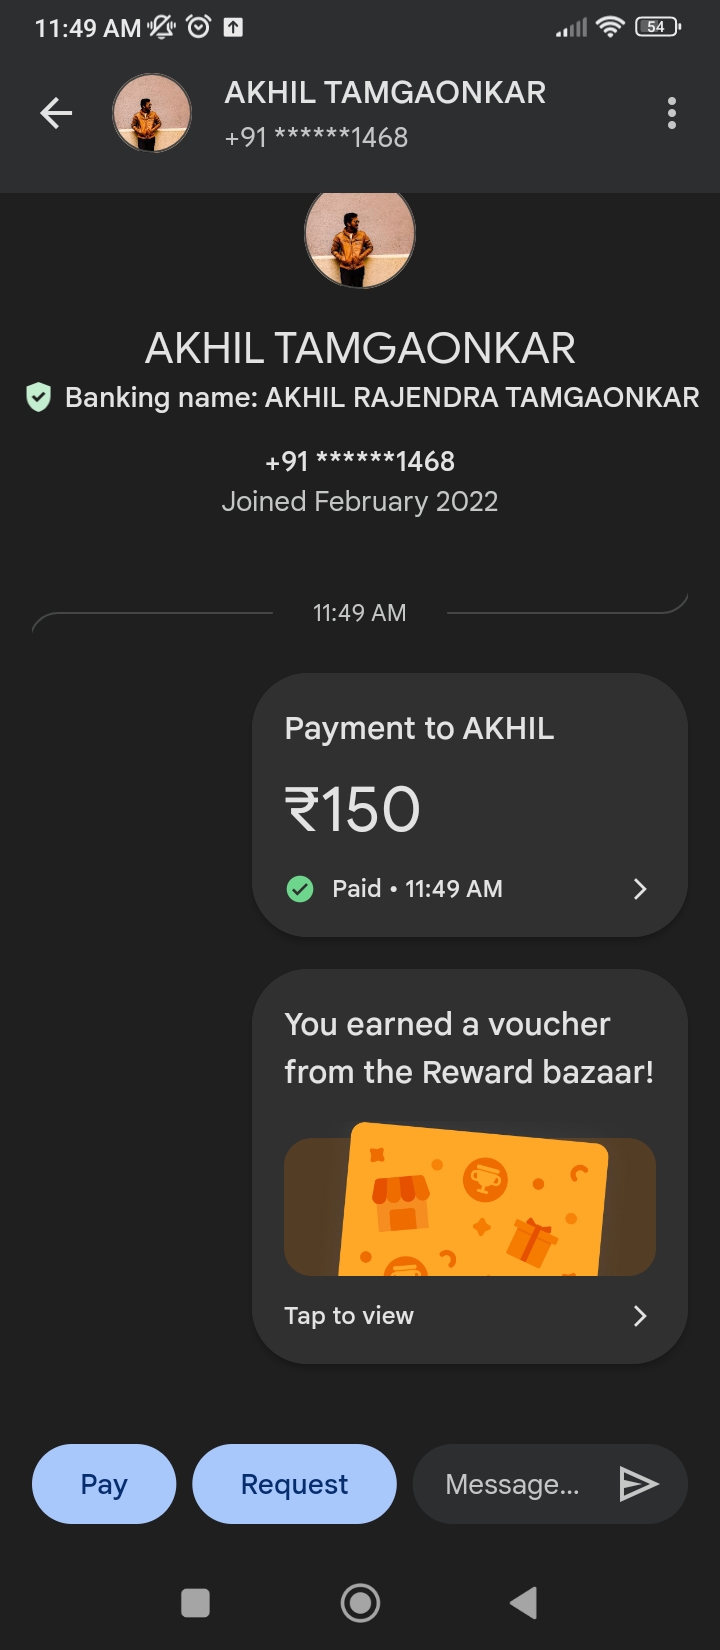 11:49 AM
54
AKHIL TAMGAONKAR
+91 ******1468
AKHIL TAMGAONKAR
Banking name: AKHIL RAJENDRA TAMGAONKAR
+91 ******1468
Joined February 2022
11:49 AM
Payment to AKHIL
₹150
Paid • 11:49 AM
You earned a voucher
from the Reward bazaar!
Tap to view
Pay
Request
Message...